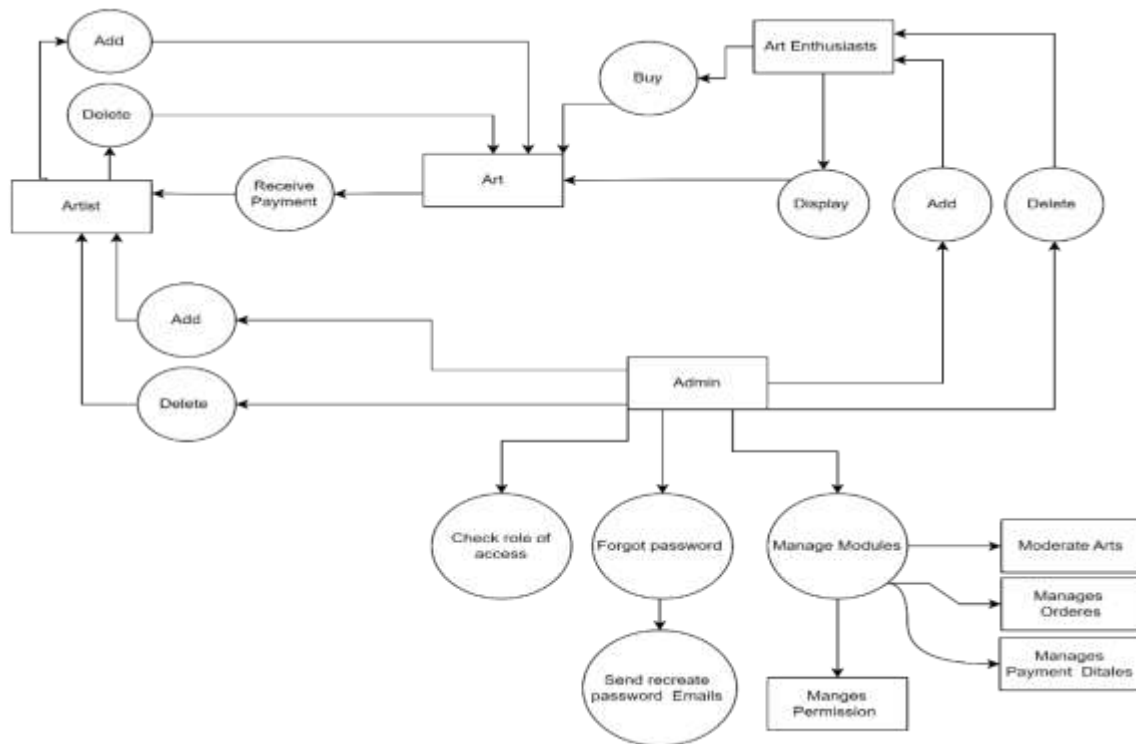 Add
Art Enthusiasts
Buy
Delete
Art
Receive
Payment
Artist
Display
Add
Delete
Add
Admin
Delete
Check role of
access
Forgot password
Manage Modules
Moderate Arts
Manages
Orderes
Manages
Payment Ditales
Send recreate
password Emails
Manges
Permission